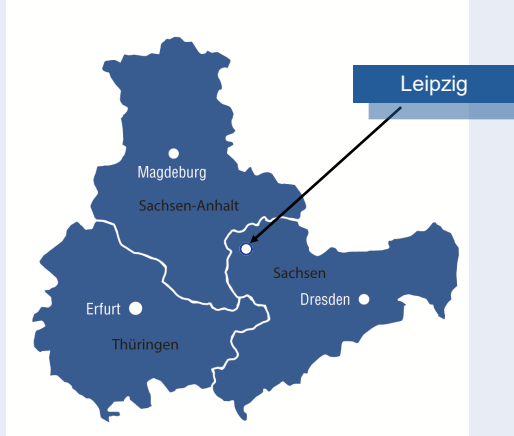 Leipzig
Magdeburg
Sachsen-Anhalt
Sachsen
Dresden
Erfurt
Thüringen